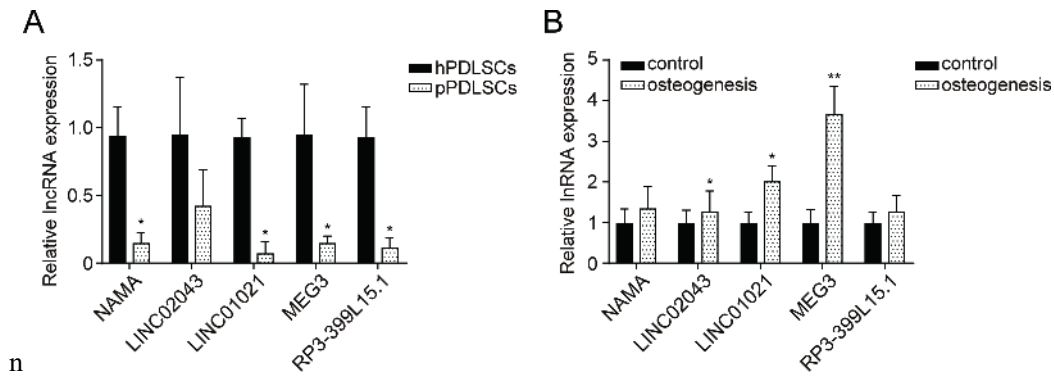 A
Relative lncRNA expression
1.5
1.0
0.5
0
hPDLSCs
pPDLSCs
*
*
*
*
NAMA
LINC02043
LINC01021
MEG3
RP3-399L15.1
B
Relative lnRNA expression
5
4
3
2
1
0
control
osteogenesis
control
osteogenesis
*
*
**
NAMA
LINC02043
LINC01021
MEG3
RP3-399L15.1
n